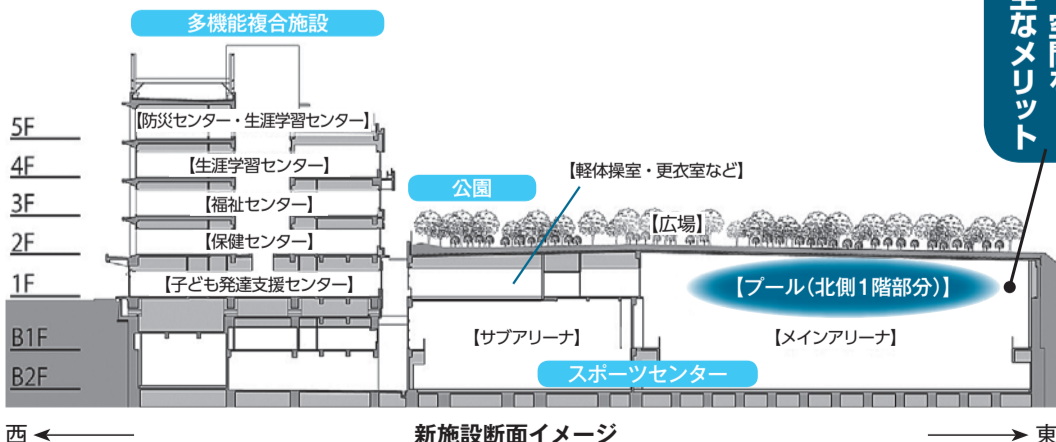 多機能複合施設
主なメリット
5F
【防災センター・生涯学習センター】
4F
【生涯学習センター】
【軽体操室・更衣室など】
公園
3F
【福祉センター】
【広場】
2F
【保健センター】
1F
【子ども発達支援センター】
【プール(北側1階部分)】
B1F
【サブアリーナ】
【メインアリーナ】
B2F
スポーツセンター
西
新施設断面イメージ
東